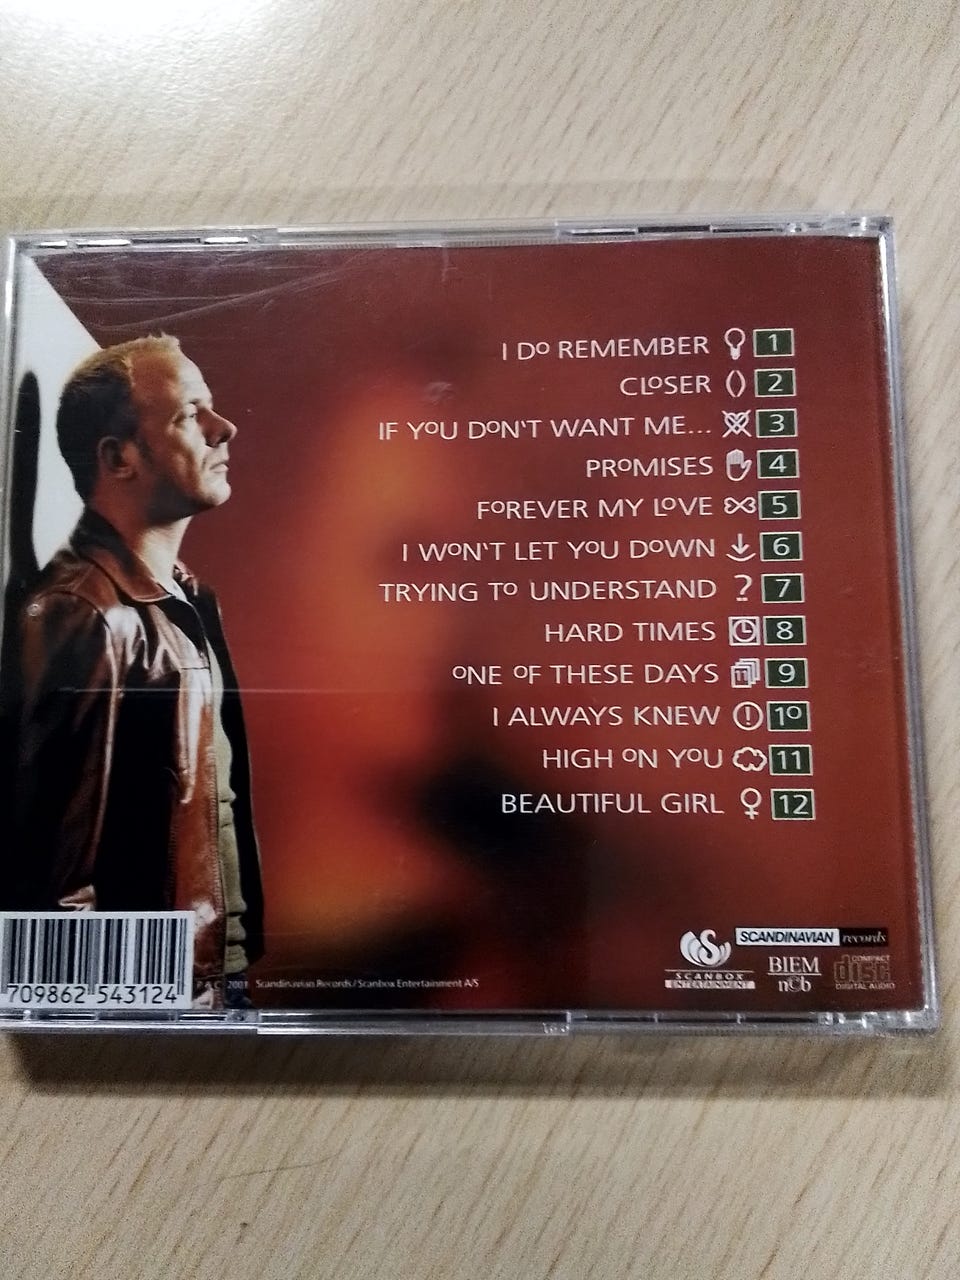 I DO REMEMBER 1
CLOSER () 2
IF YOU DON'T WANT ME... 3
PROMISES 4
FOREVER MY LOVE 5
I WON'T LET YOU DOWN 6
TRYING TO UNDERSTAND ? 7
HARD TIMES 8
ONE OF THESE DAYS 11 9
I ALWAYS KNEW ! 10
HIGH ON YOU 11
BEAUTIFUL GIRL ♀ 12
S
SCANBOX
ENTERTAINMENT
SCANDINAVIAN records
BIEM
ncb
COMPACT
disc
DIGITAL AUDIO
709862 543124
P & C 2001 Scandinavian Records / Scanbox Entertainment A/S